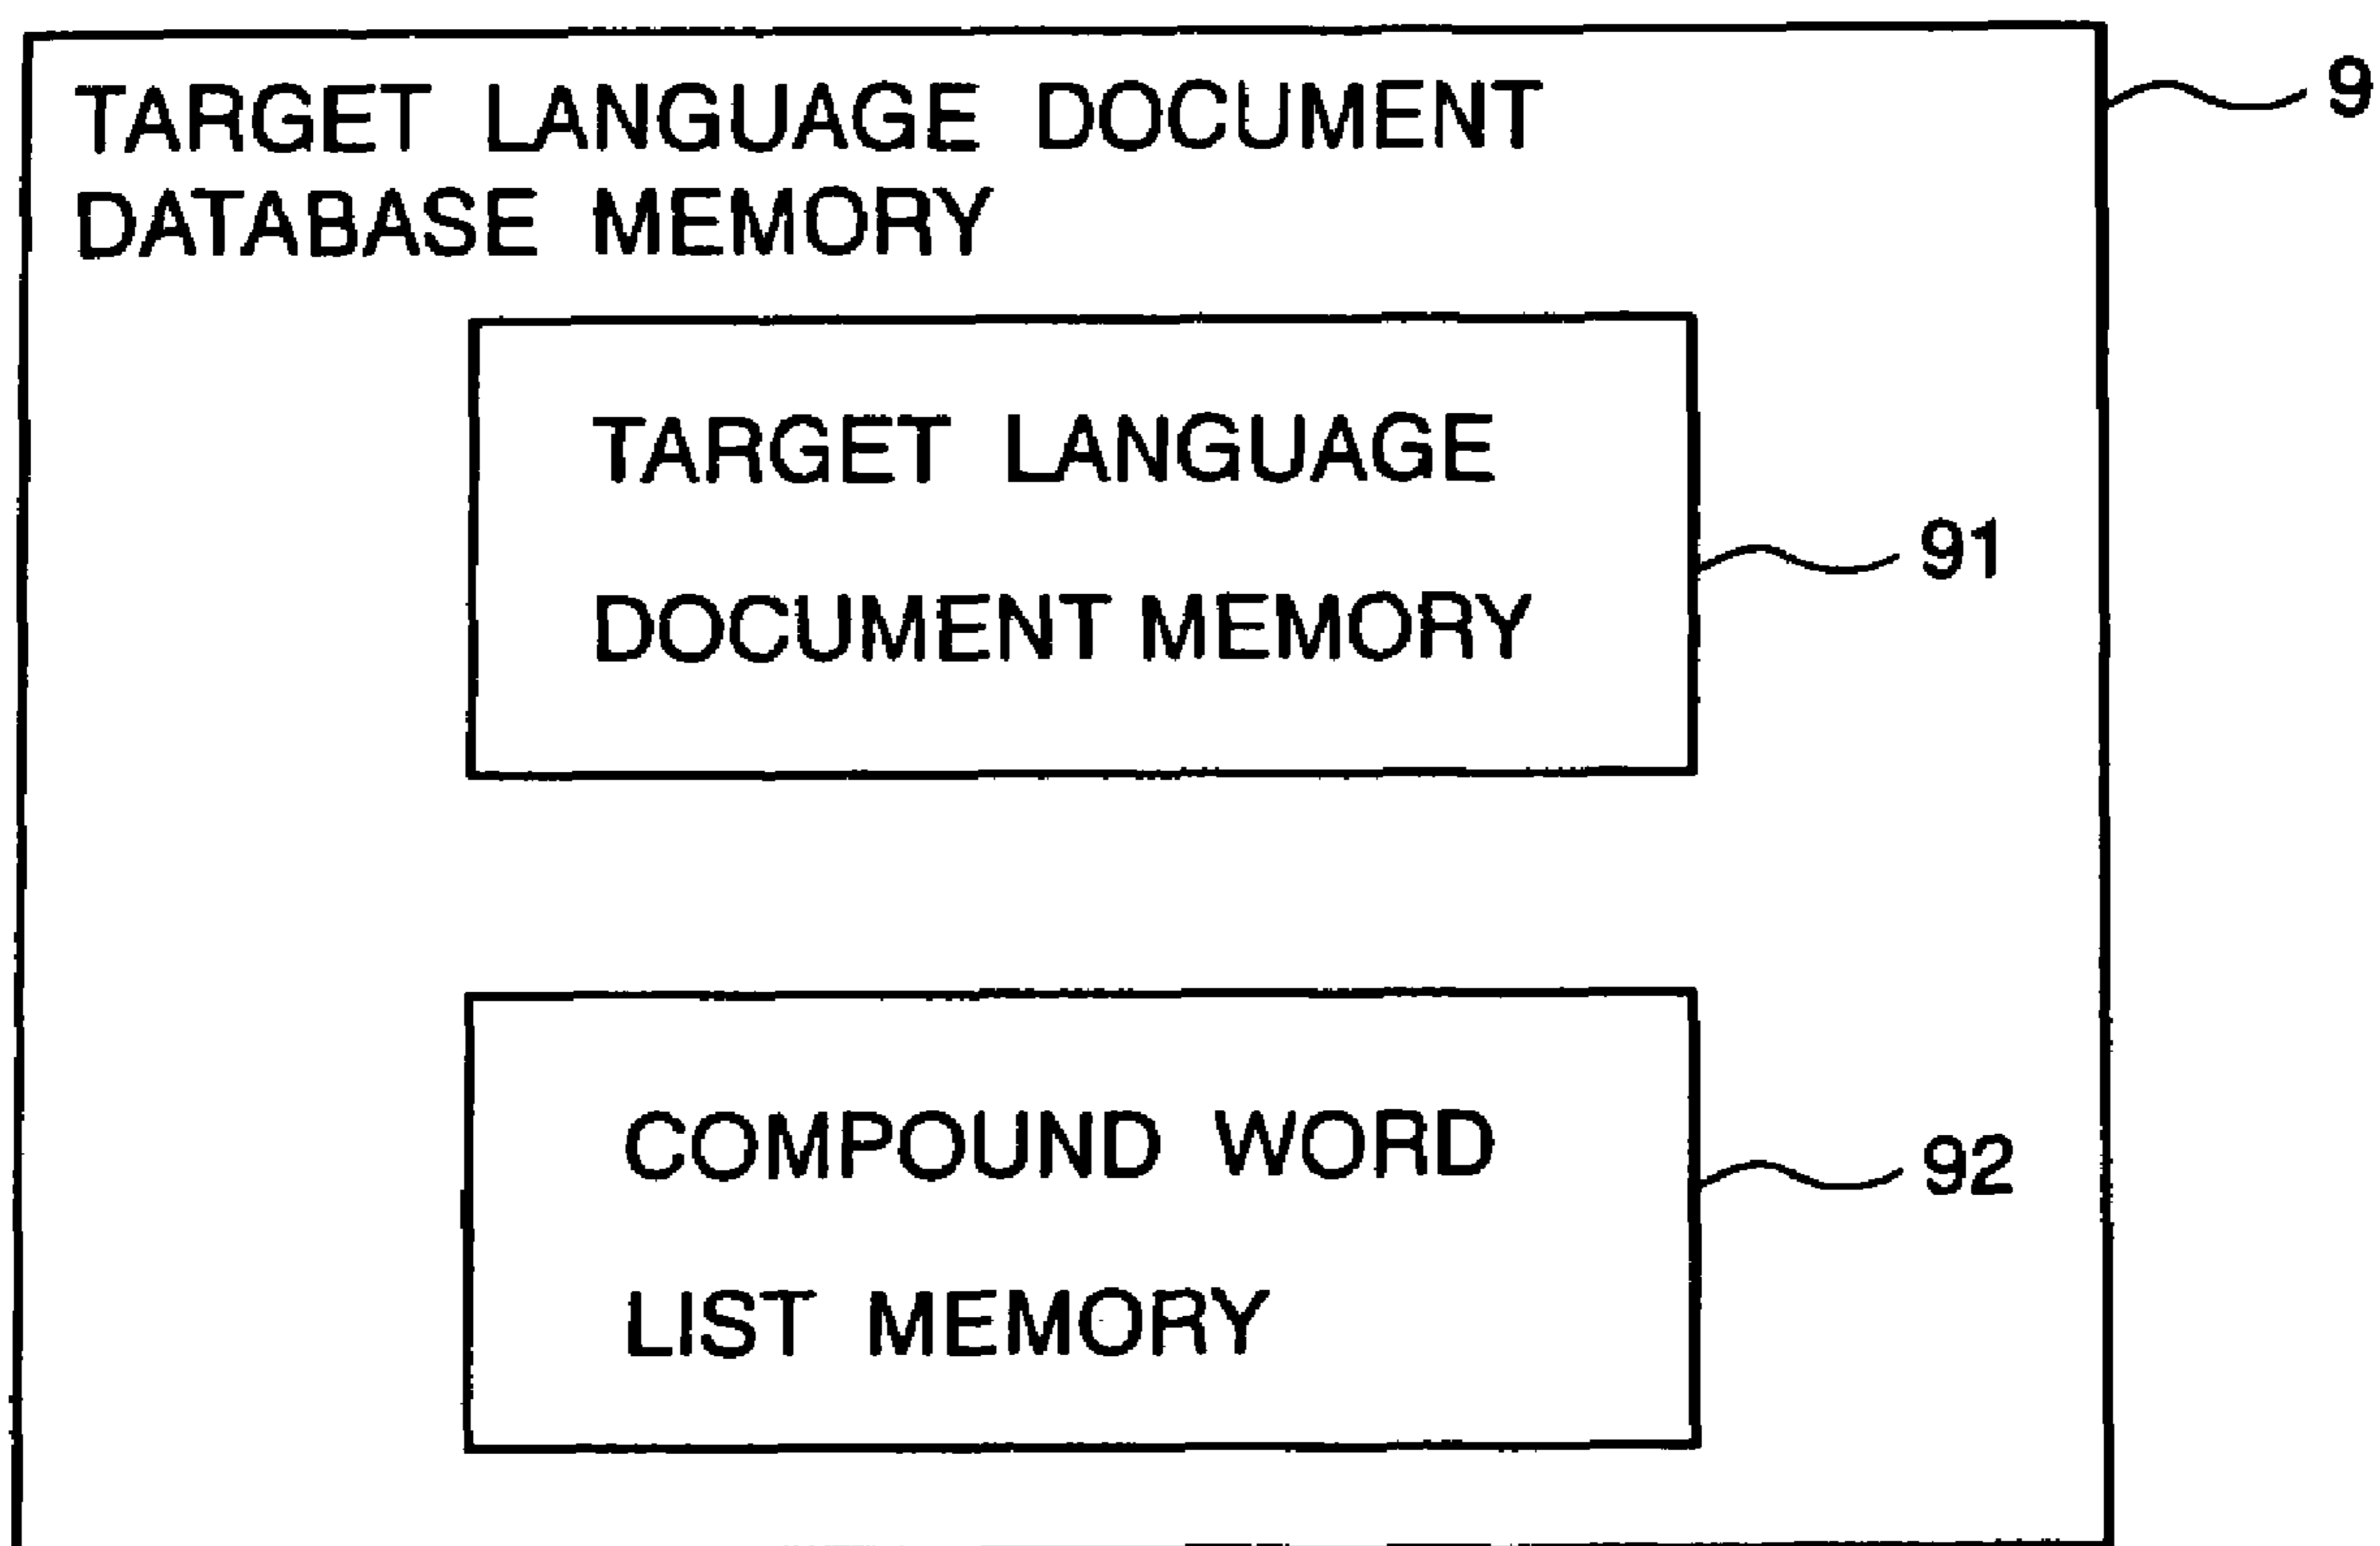 TARGET LANGUAGE DOCUMENT
DATABASE MEMORY
9
TARGET LANGUAGE
DOCUMENT MEMORY
91
COMPOUND WORD
LIST MEMORY
92